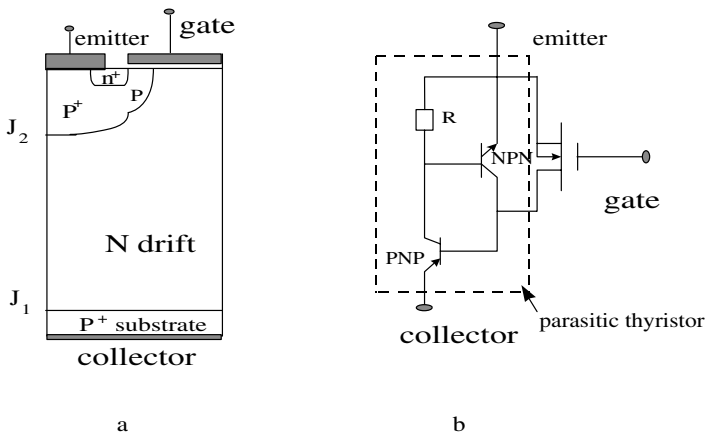 emitter
gate
n+
P+
P
J2
N drift
J1
P+ substrate
collector
a
emitter
R
NPN
gate
PNP
collector
parasitic thyristor
b